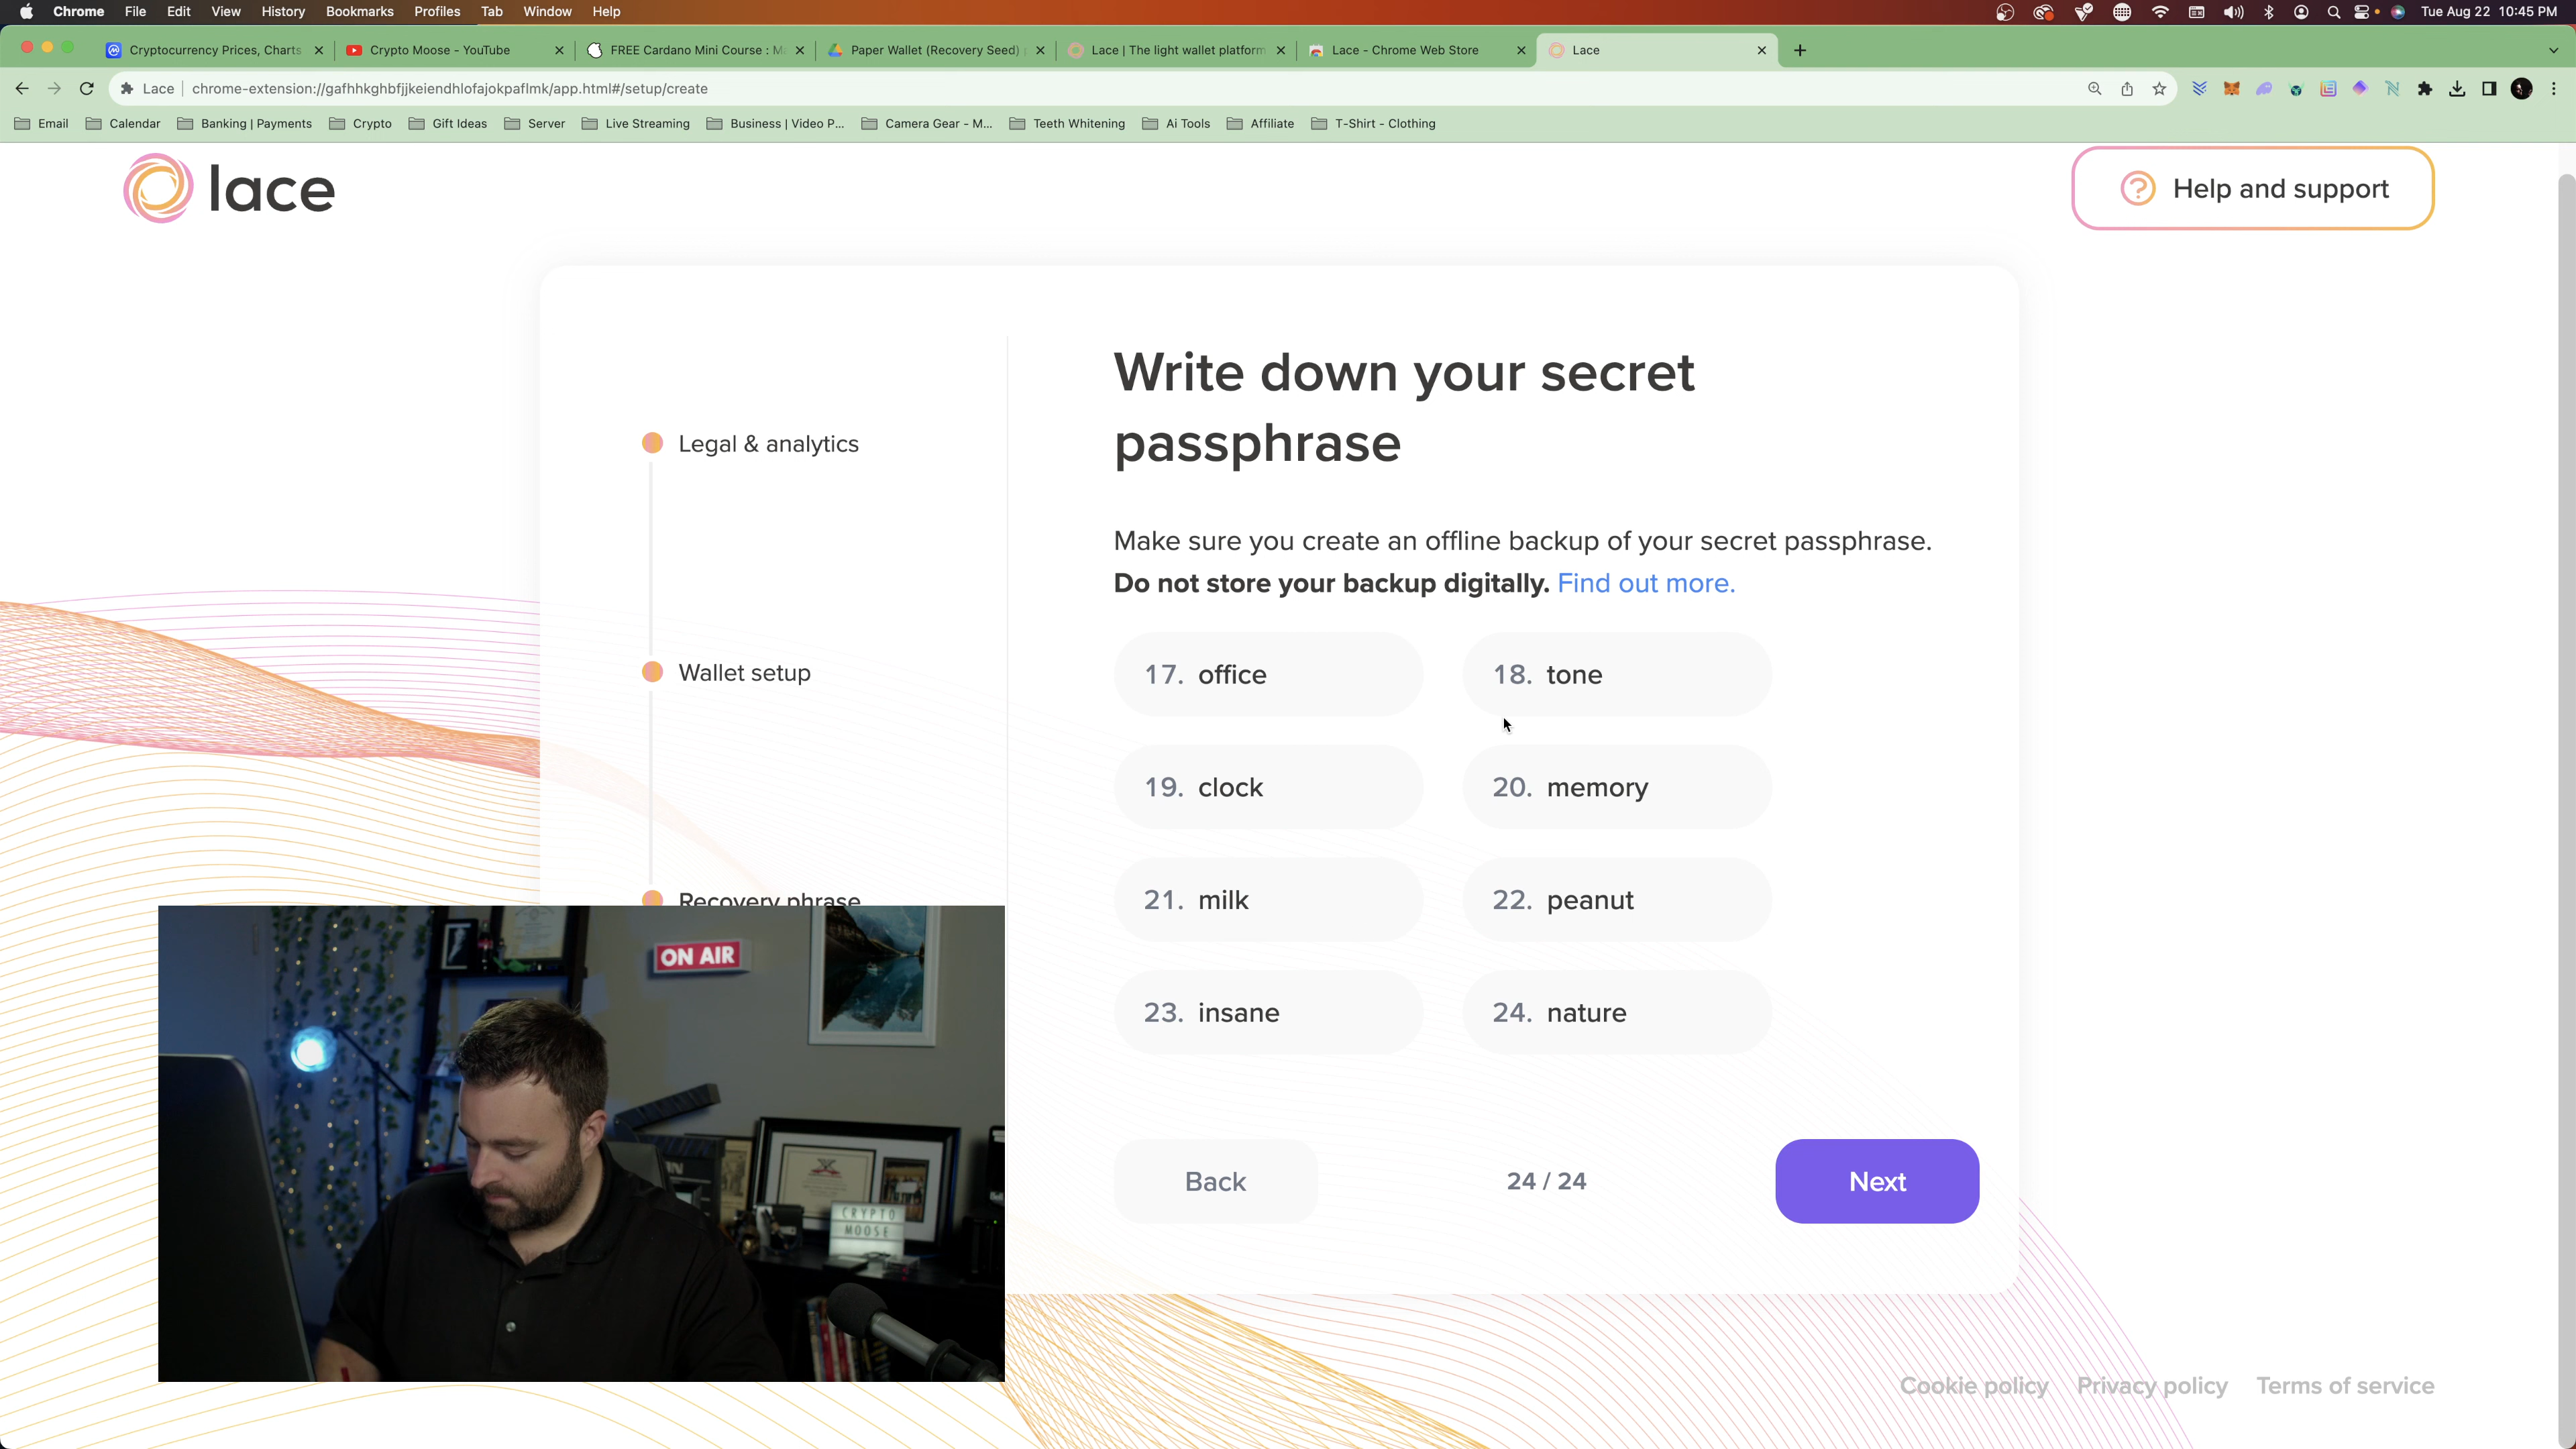 Chrome File Edit View History Bookmarks Profiles Tab Window Help Tue Aug 22 10:45 PM
Cryptocurrency Prices, Charts Crypto Moose - YouTube FREE Cardano Mini Course : M Paper Wallet (Recovery Seed) Lace | The light wallet platform Lace - Chrome Web Store Lace
Lace chrome-extension://gafhhkghbfjjkeiendhlofajokpaflmk/app.html#/setup/create
Email Calendar Banking | Payments Crypto Gift Ideas Server Live Streaming Business | Video P... Camera Gear - M... Teeth Whitening Ai Tools Affiliate T-Shirt - Clothing
lace
Help and support
Legal & analytics
Wallet setup
Recovery phrase
Write down your secret
passphrase
Make sure you create an offline backup of your secret passphrase.
Do not store your backup digitally. Find out more.
17. office 18. tone
19. clock 20. memory
21. milk 22. peanut
23. insane 24. nature
Back 24 / 24 Next
ON AIR
CRYPTO
MOOSE
Cookie policy Privacy policy Terms of service